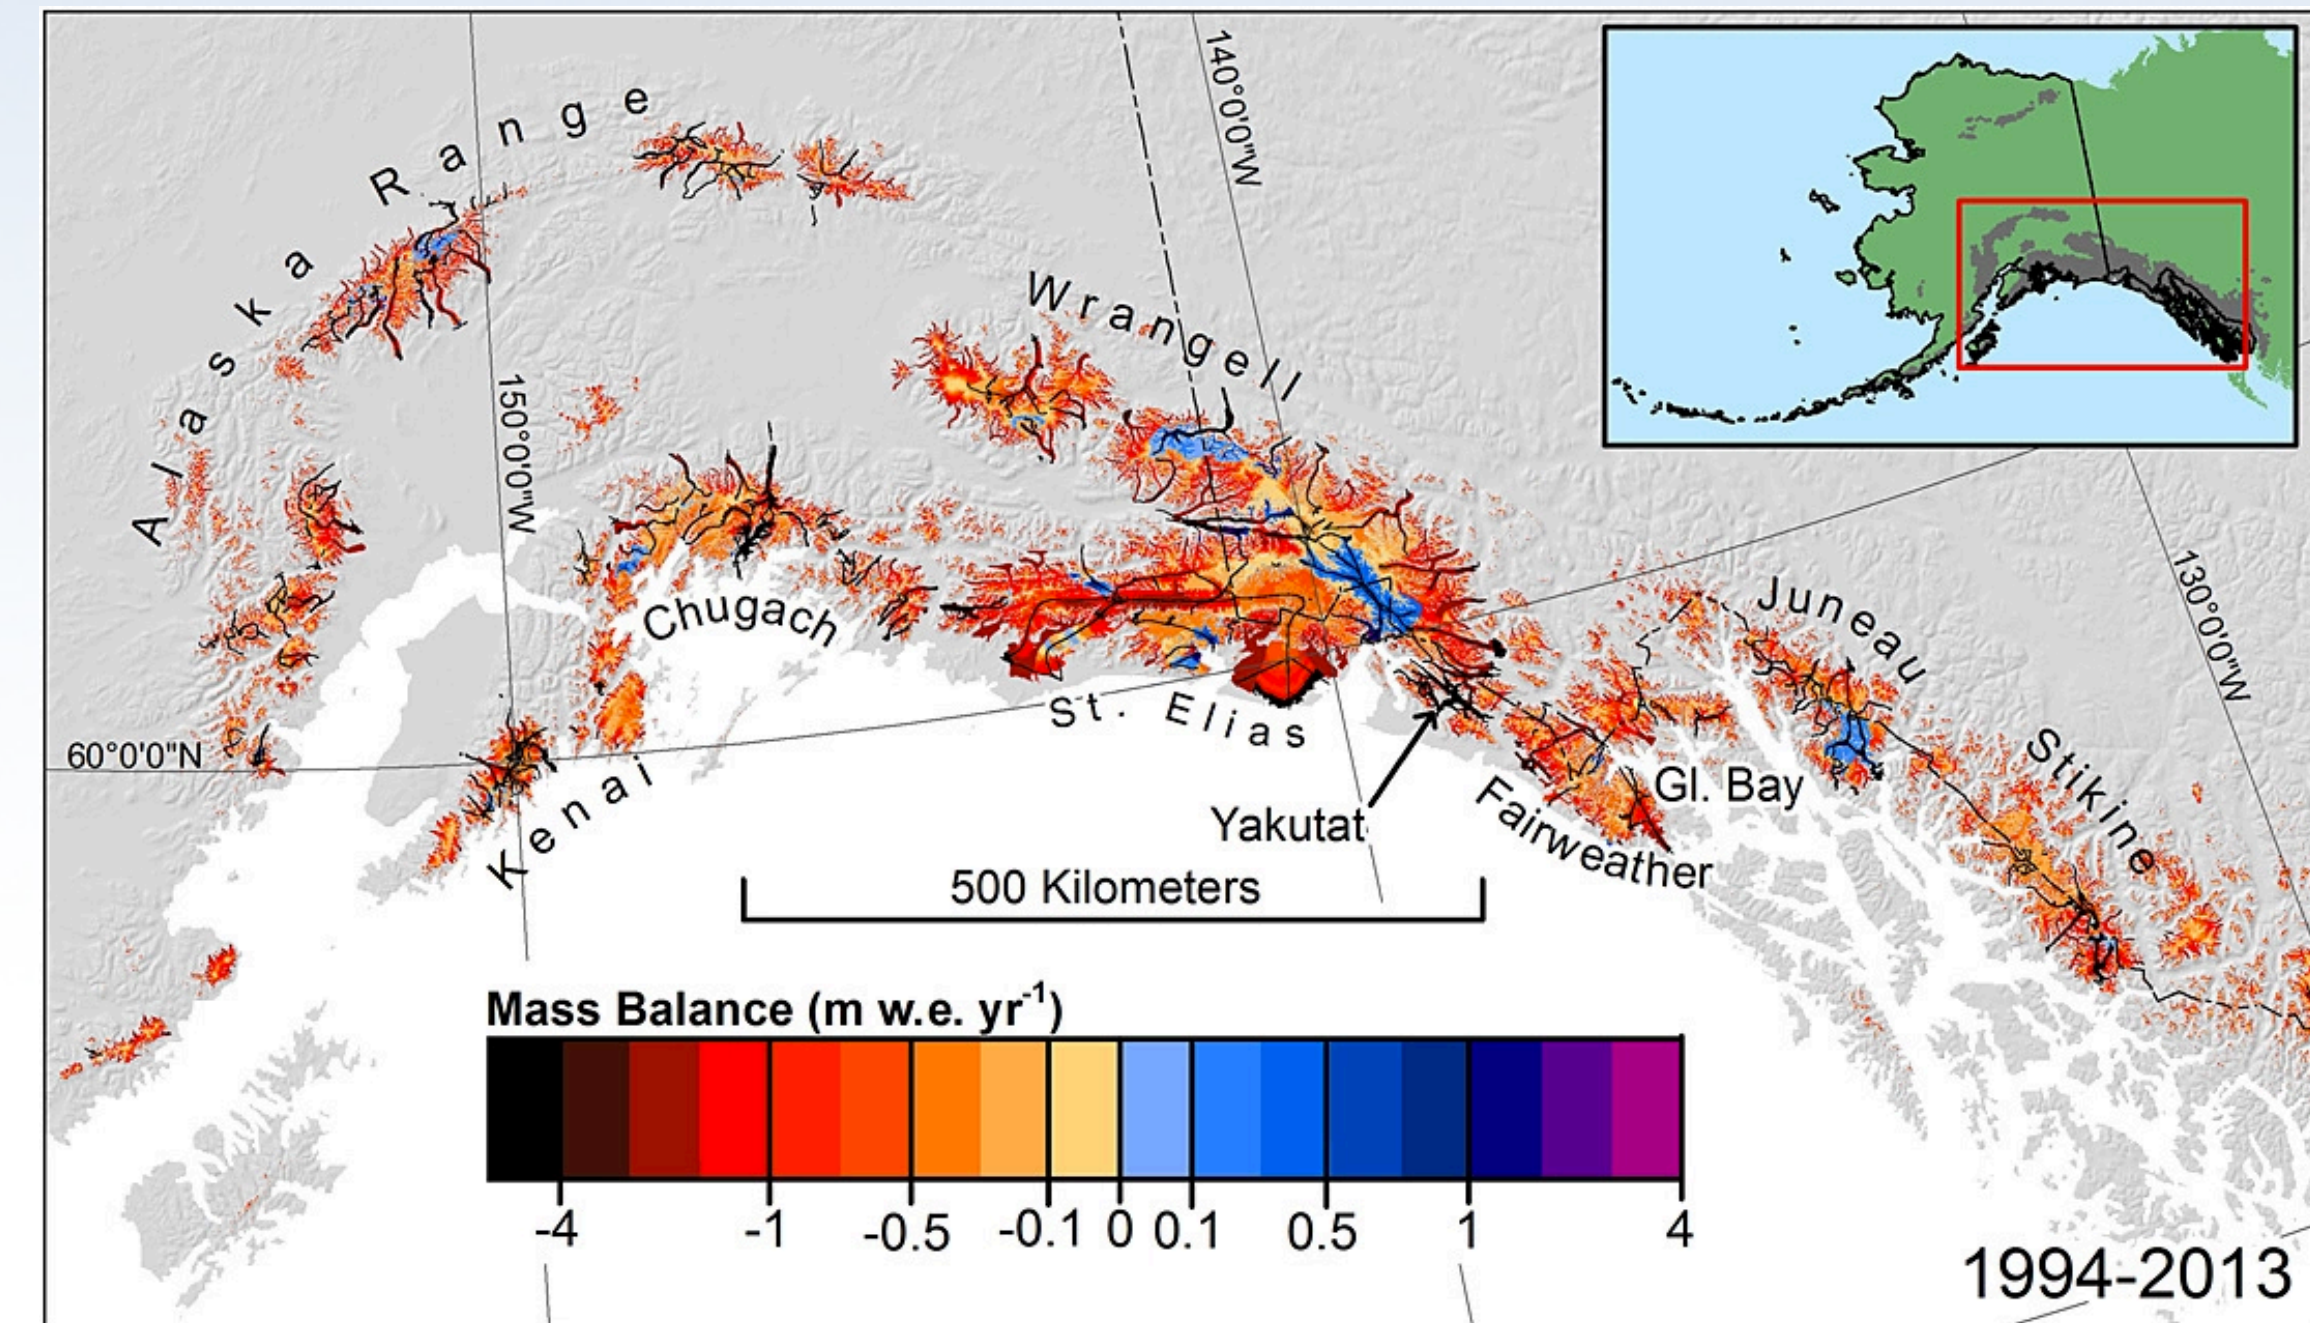 Alaska Range
140°0'0"W
Wrangell
150°0'0"W
Chugach
Juneau
130°0'0"W
St. Elias
60°0'0"N
Kenai
Stikine
Gl. Bay
Yakutat
Fairweather
500 Kilometers
Mass Balance (m w.e. yr⁻¹)
-4 -1 -0.5 -0.1 0 0.1 0.5 1 4
1994-2013